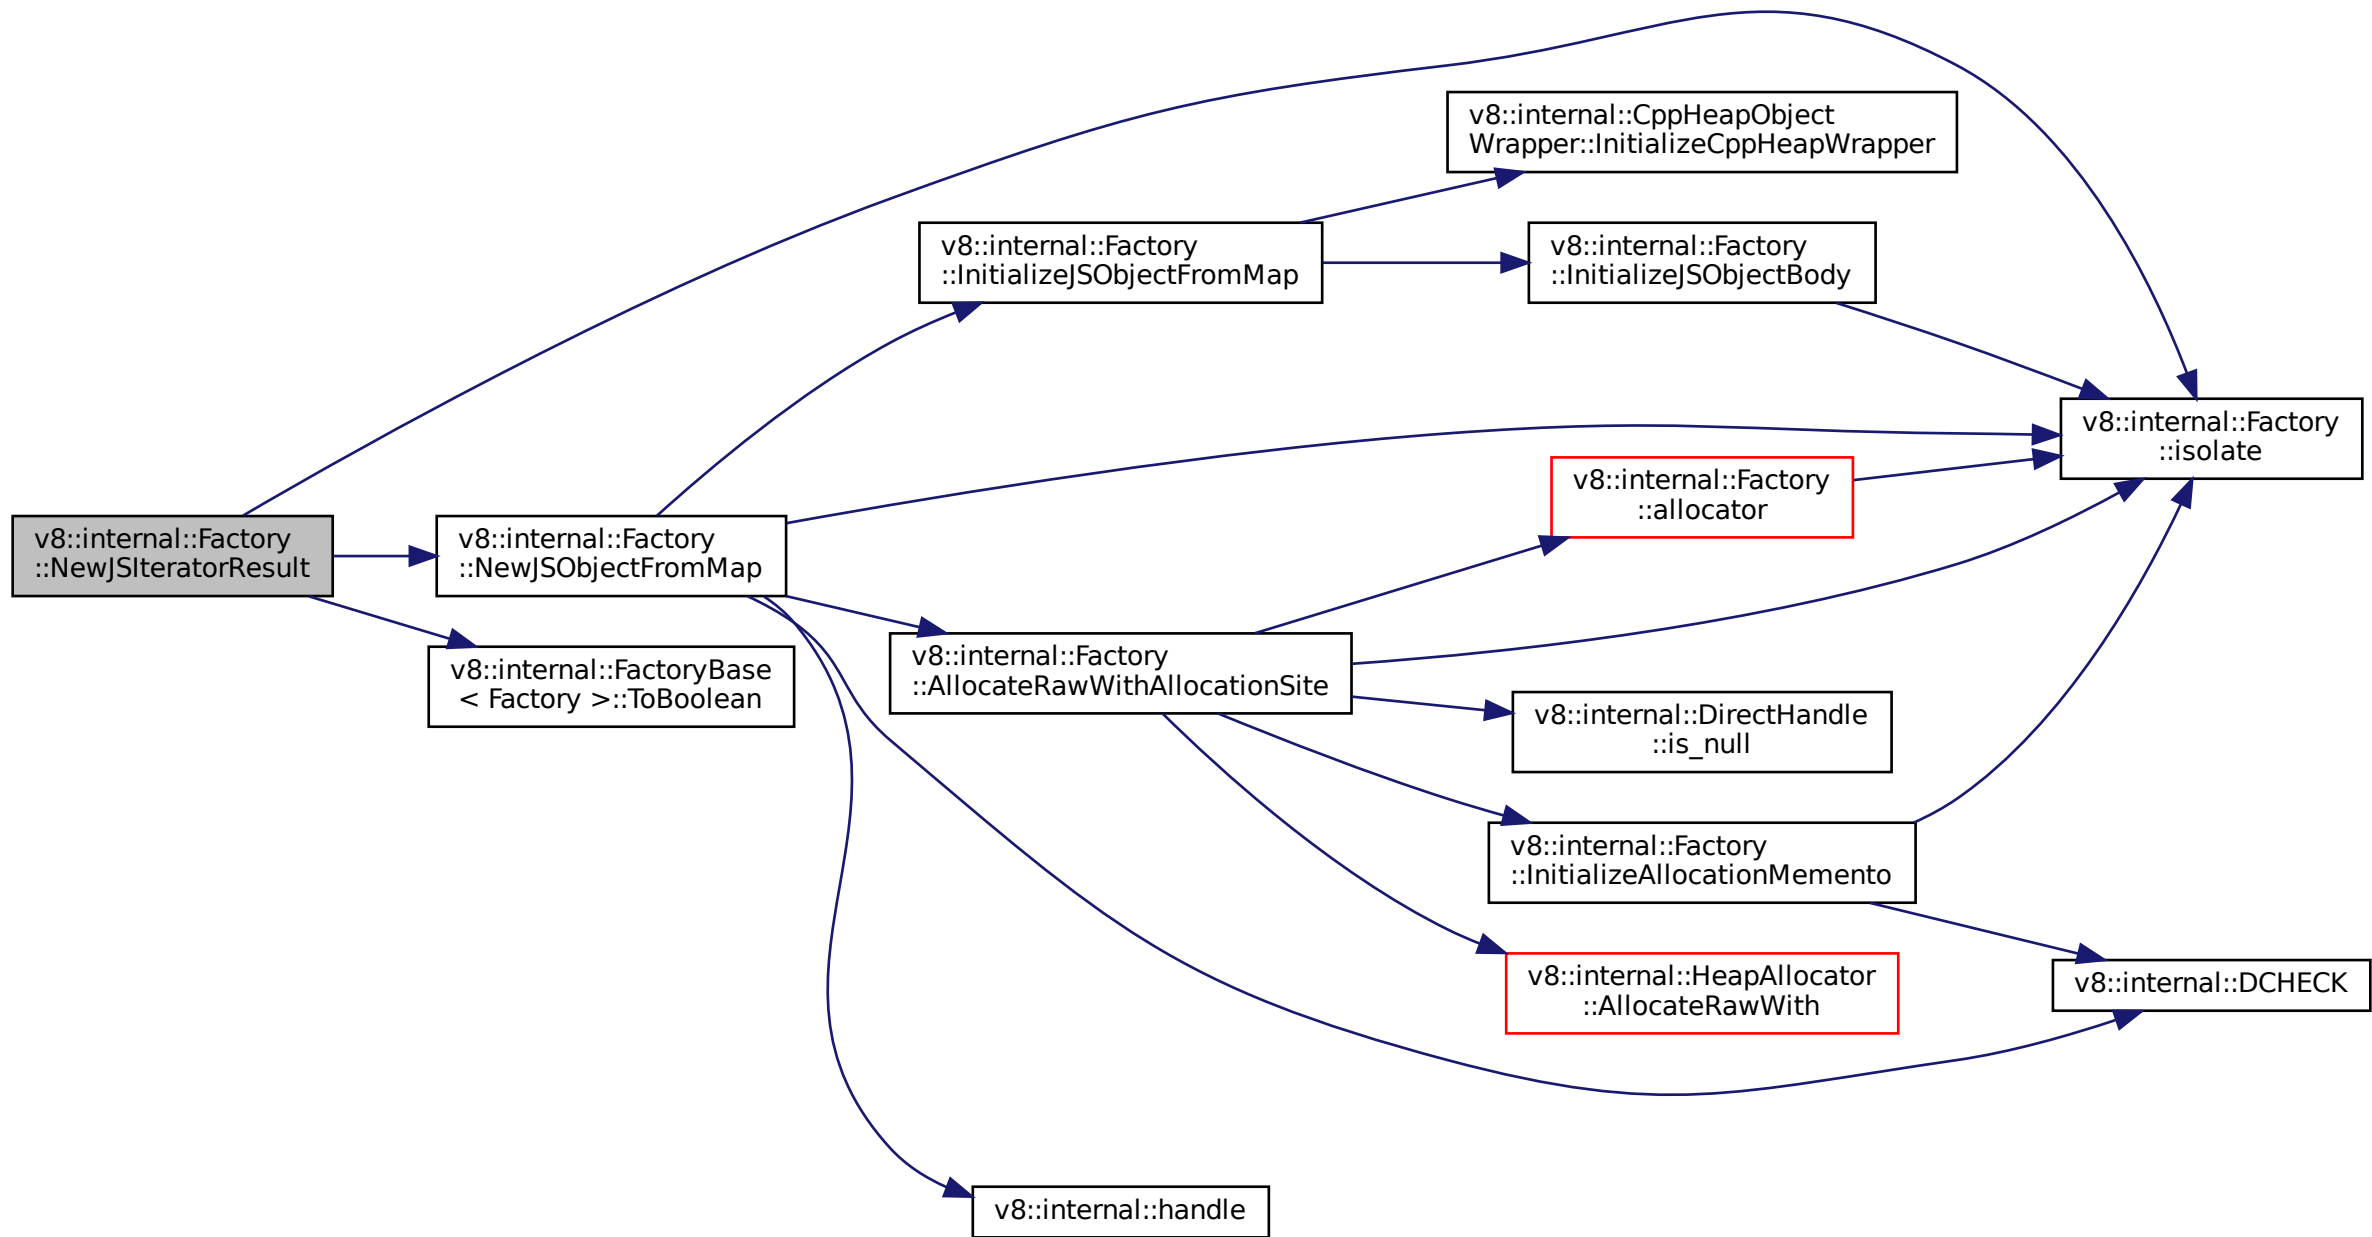 v8::internal::CppHeapObject
Wrapper::InitializeCppHeapWrapper
v8::internal::Factory
::InitializeJSObjectFromMap
v8::internal::Factory
::InitializeJSObjectBody
v8::internal::Factory
::isolate
v8::internal::Factory
::allocator
v8::internal::Factory
::NewJSIteratorResult
v8::internal::Factory
::NewJSObjectFromMap
v8::internal::FactoryBase
< Factory >::ToBoolean
v8::internal::Factory
::AllocateRawWithAllocationSite
v8::internal::DirectHandle
::is_null
v8::internal::Factory
::InitializeAllocationMemento
v8::internal::HeapAllocator
::AllocateRawWith
v8::internal::DCHECK
v8::internal::handle